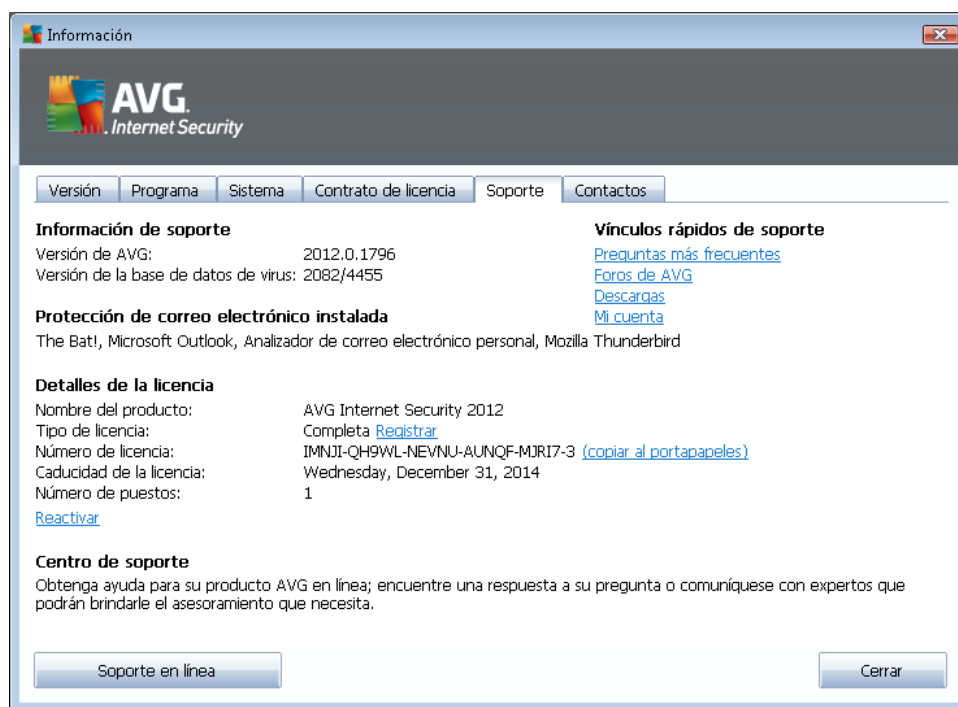 Información
AVG.
Internet Security
Versión Programa Sistema Contrato de licencia Soporte Contactos
Información de soporte
Versión de AVG: 2012.0.1796
Versión de la base de datos de virus: 2082/4455
Vínculos rápidos de soporte
Preguntas más frecuentes
Foros de AVG
Descargas
Mi cuenta
Protección de correo electrónico instalada
The Bat!, Microsoft Outlook, Analizador de correo electrónico personal, Mozilla Thunderbird
Detalles de la licencia
Nombre del producto: AVG Internet Security 2012
Tipo de licencia: Completa Registrar
Número de licencia: IMNJI-QH9WL-NEVNU-AUNQF-MJRI7-3 (copiar al portapapeles)
Caducidad de la licencia: Wednesday, December 31, 2014
Número de puestos: 1
Reactivar
Centro de soporte
Obtenga ayuda para su producto AVG en línea; encuentre una respuesta a su pregunta o comuníquese con expertos que
podrán brindarle el asesoramiento que necesita.
Soporte en línea Cerrar